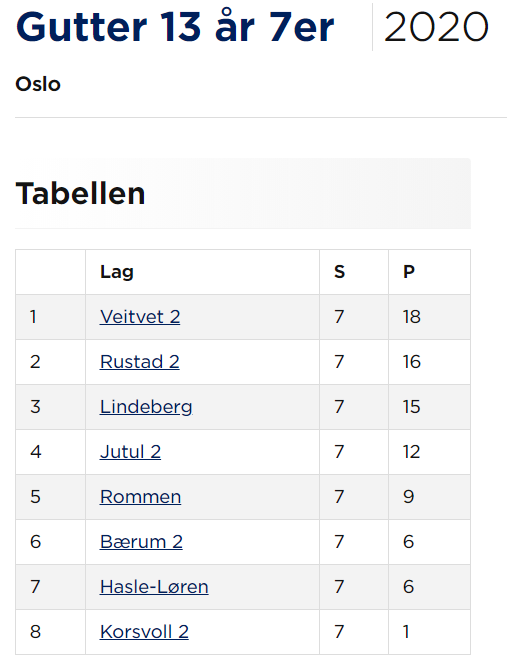 Gutter 13 år 7er 2020
Oslo
Tabellen
Lag S P
1 Veitvet 2 7 18
2 Rustad 2 7 16
3 Lindeberg 7 15
4 Jutul 2 7 12
5 Rommen 7 9
6 Bærum 2 7 6
7 Hasle-Løren 7 6
8 Korsvoll 2 7 1